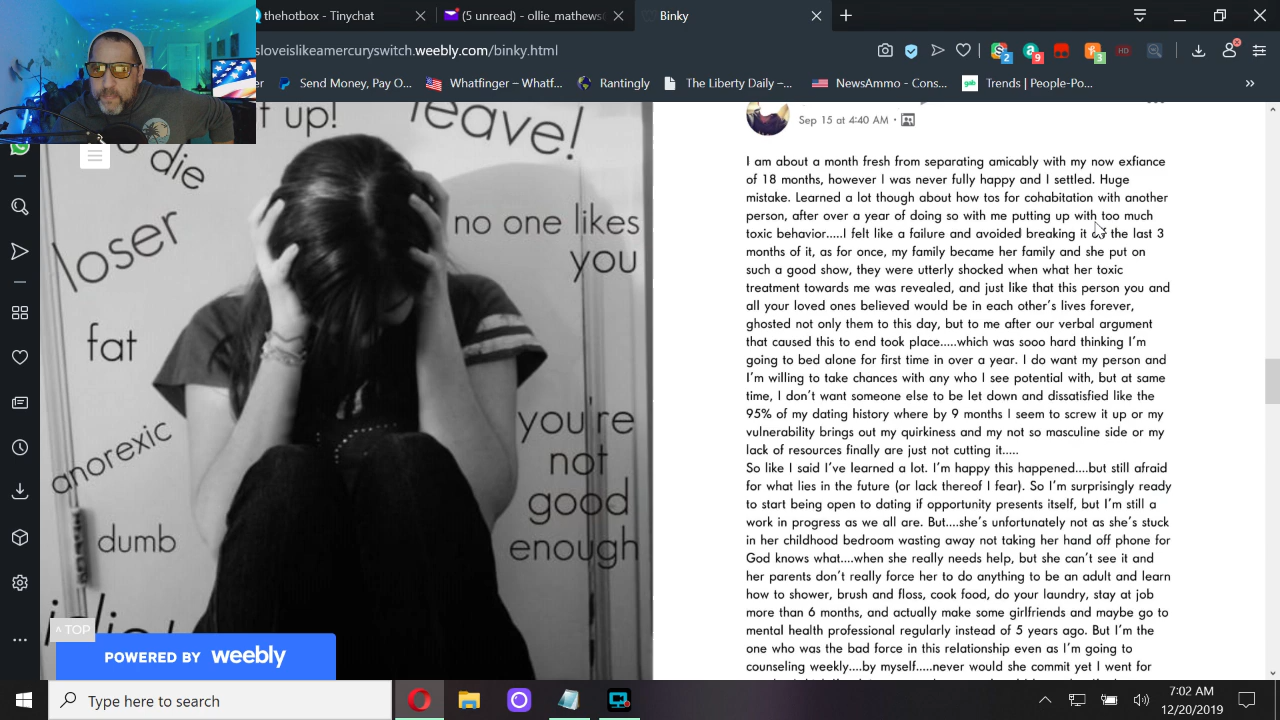 thehotbox - Tinychat
(5 unread) - ollie_mathews
Binky
sloveislikeamercuryswitch.weebly.com/binky.html
Send Money, Pay O...
Whatfinger – Whatf...
Rantingly
The Liberty Daily –...
NewsAmmo - Cons...
Trends | People-Po...
2
9
3
HD
gab
t up!
leave!
die
loser
no one likes
you
fat
you're
not
good
enough
anorexic
dumb
^ TOP
POWERED BY weebly
Sep 15 at 4:40 AM •
I am about a month fresh from separating amicably with my now exfiance
of 18 months, however I was never fully happy and I settled. Huge
mistake. Learned a lot though about how tos for cohabitation with another
person, after over a year of doing so with me putting up with too much
toxic behavior.....I felt like a failure and avoided breaking it off the last 3
months of it, as for once, my family became her family and she put on
such a good show, they were utterly shocked when what her toxic
treatment towards me was revealed, and just like that this person you and
all your loved ones believed would be in each other's lives forever,
ghosted not only them to this day, but to me after our verbal argument
that caused this to end took place.....which was sooo hard thinking I'm
going to bed alone for first time in over a year. I do want my person and
I'm willing to take chances with any who I see potential with, but at same
time, I don't want someone else to be let down and dissatisfied like the
95% of my dating history where by 9 months I seem to screw it up or my
vulnerability brings out my quirkiness and my not so masculine side or my
lack of resources finally are just not cutting it.....
So like I said I've learned a lot. I'm happy this happened....but still afraid
for what lies in the future (or lack thereof I fear). So I'm surprisingly ready
to start being open to dating if opportunity presents itself, but I'm still a
work in progress as we all are. But....she's unfortunately not as she's stuck
in her childhood bedroom wasting away not taking her hand off phone for
God knows what....when she really needs help, but she can't see it and
her parents don't really force her to do anything to be an adult and learn
how to shower, brush and floss, cook food, do your laundry, stay at job
more than 6 months, and actually make some girlfriends and maybe go to
mental health professional regularly instead of 5 years ago. But I'm the
one who was the bad force in this relationship even as I'm going to
counseling weekly....by myself.....never would she commit yet I went for
Type here to search
7:02 AM
12/20/2019